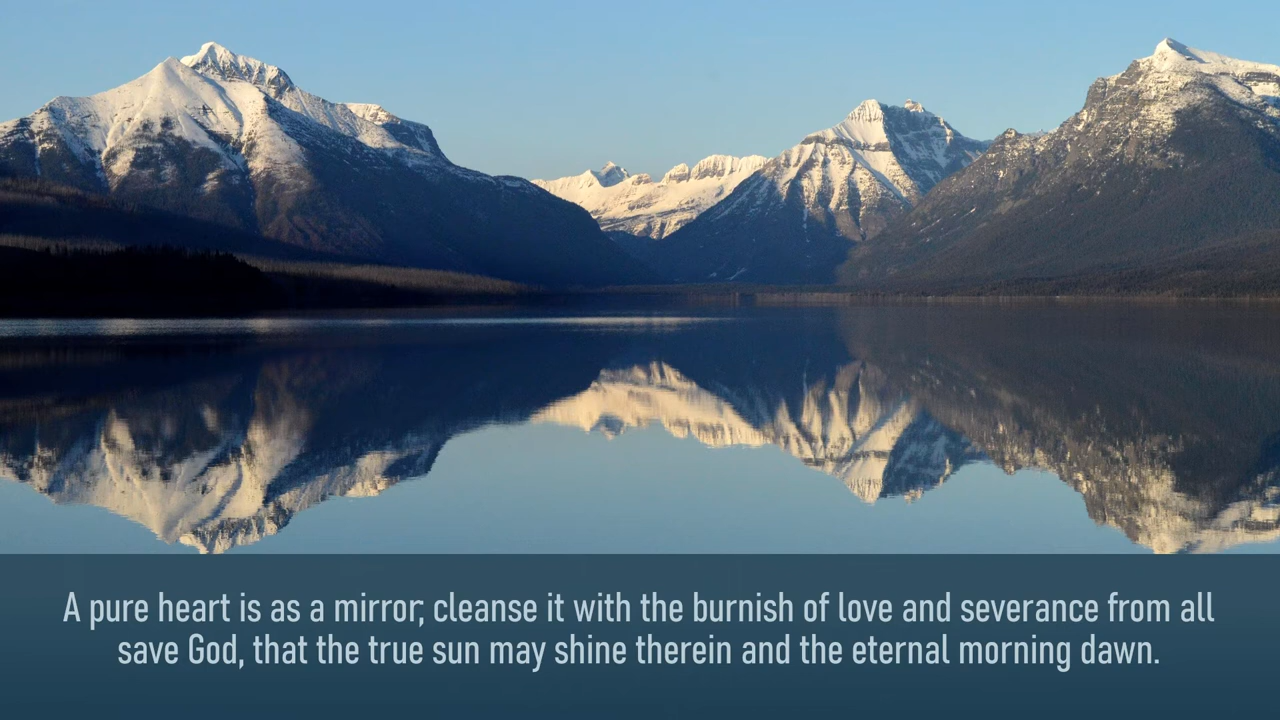 A pure heart is as a mirror; cleanse it with the burnish of love and severance from all
save God, that the true sun may shine therein and the eternal morning dawn.